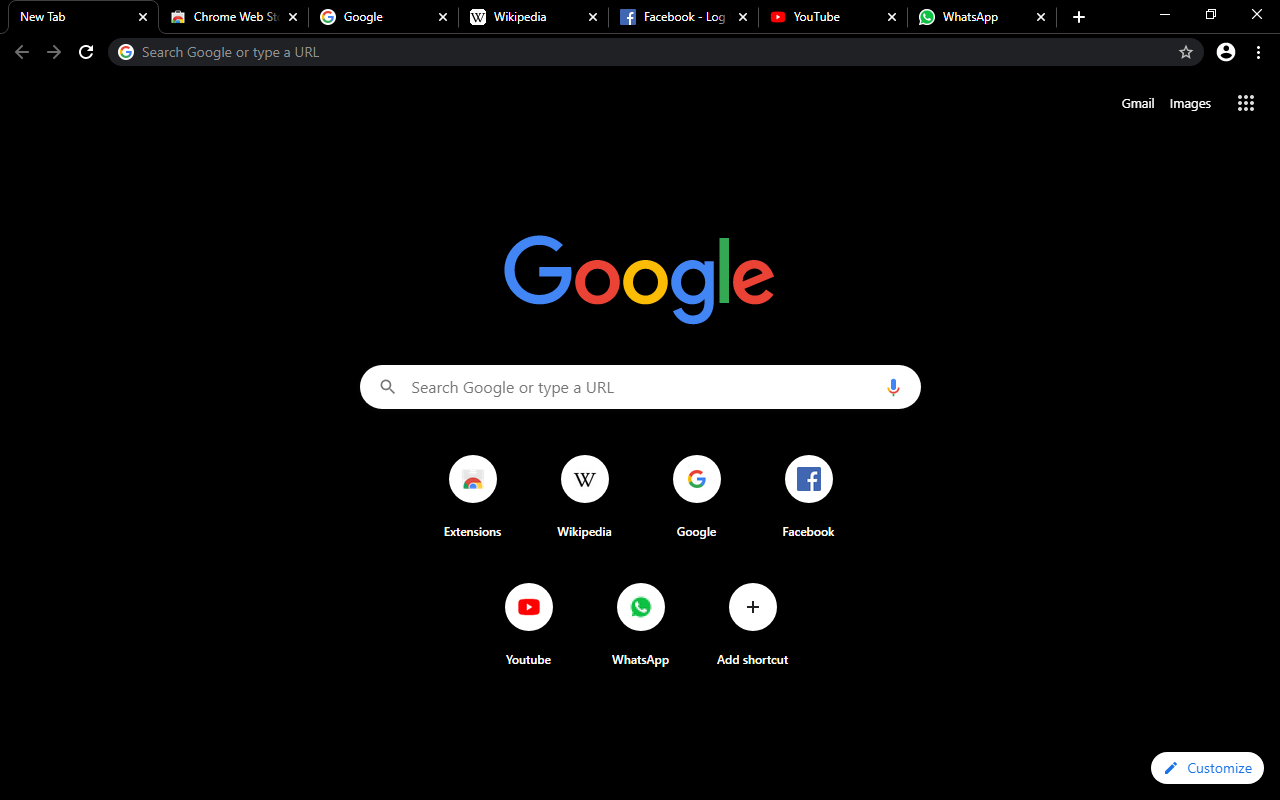 New Tab
Chrome Web St
Google
Wikipedia
Facebook - Log
YouTube
WhatsApp
Search Google or type a URL
Gmail
Images
Google
Search Google or type a URL
Extensions
Wikipedia
Google
Facebook
Youtube
WhatsApp
Add shortcut
Customize